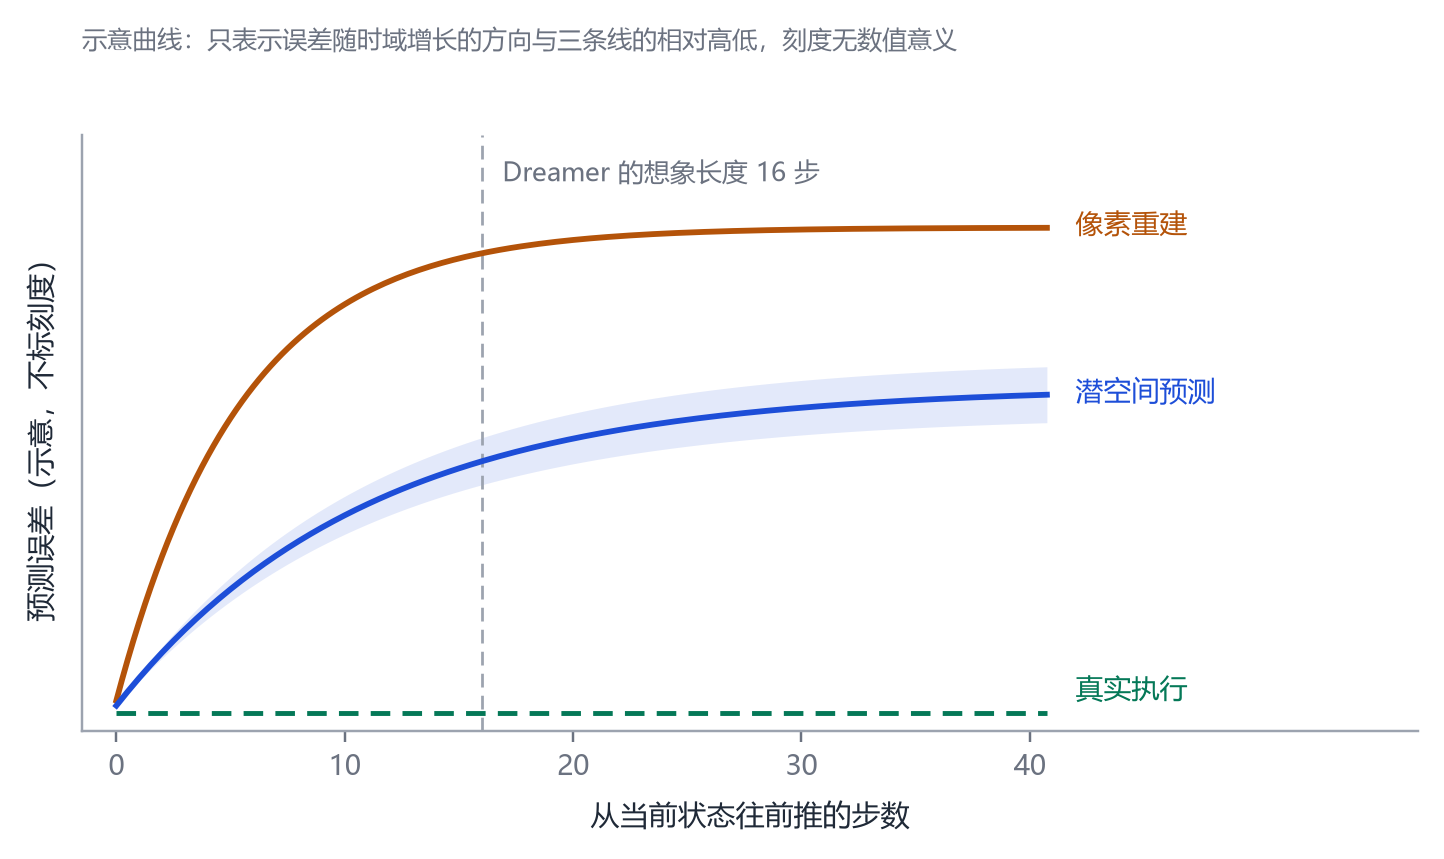 示意曲线：只表示误差随时域增长的方向与三条线的相对高低，刻度无数值意义
Dreamer 的想象长度 16 步
像素重建
潜空间预测
真实执行
预测误差（示意，不标刻度）
0 10 20 30 40
从当前状态往前推的步数